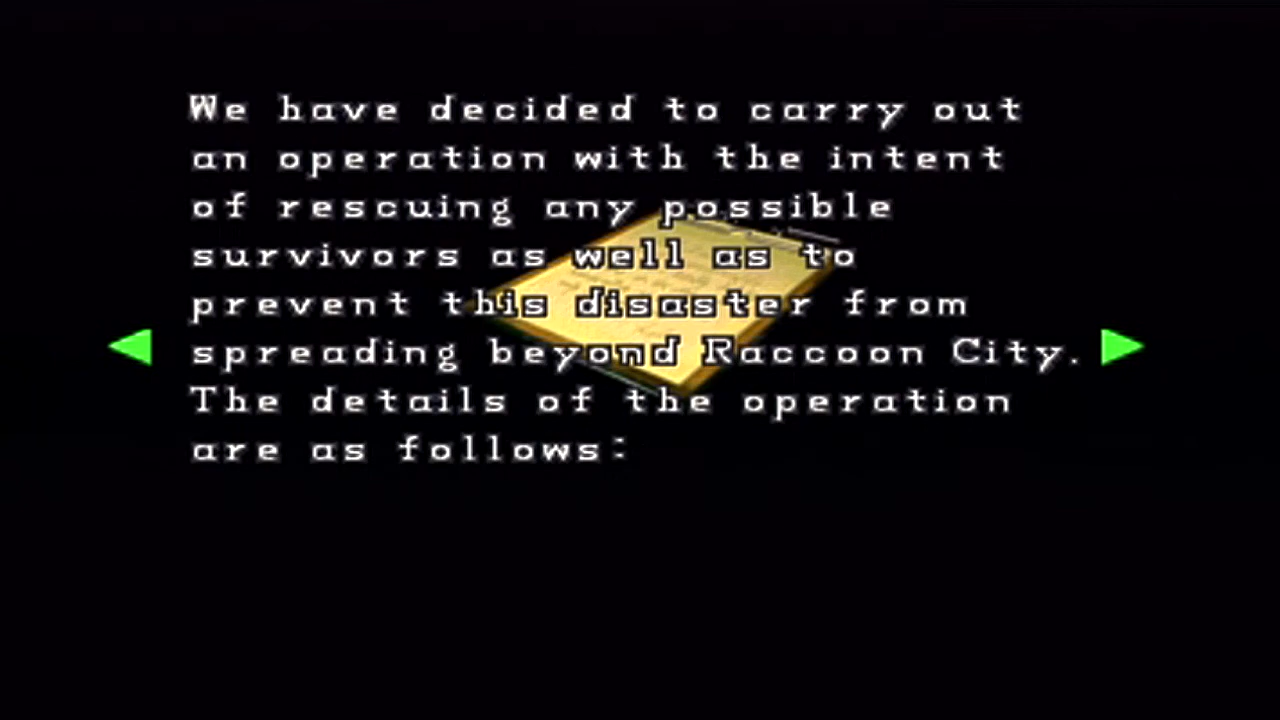 We have decided to carry out
an operation with the intent
of rescuing any possible
survivors as well as to
prevent this disaster from
spreading beyond Raccoon City.
The details of the operation
are as follows: